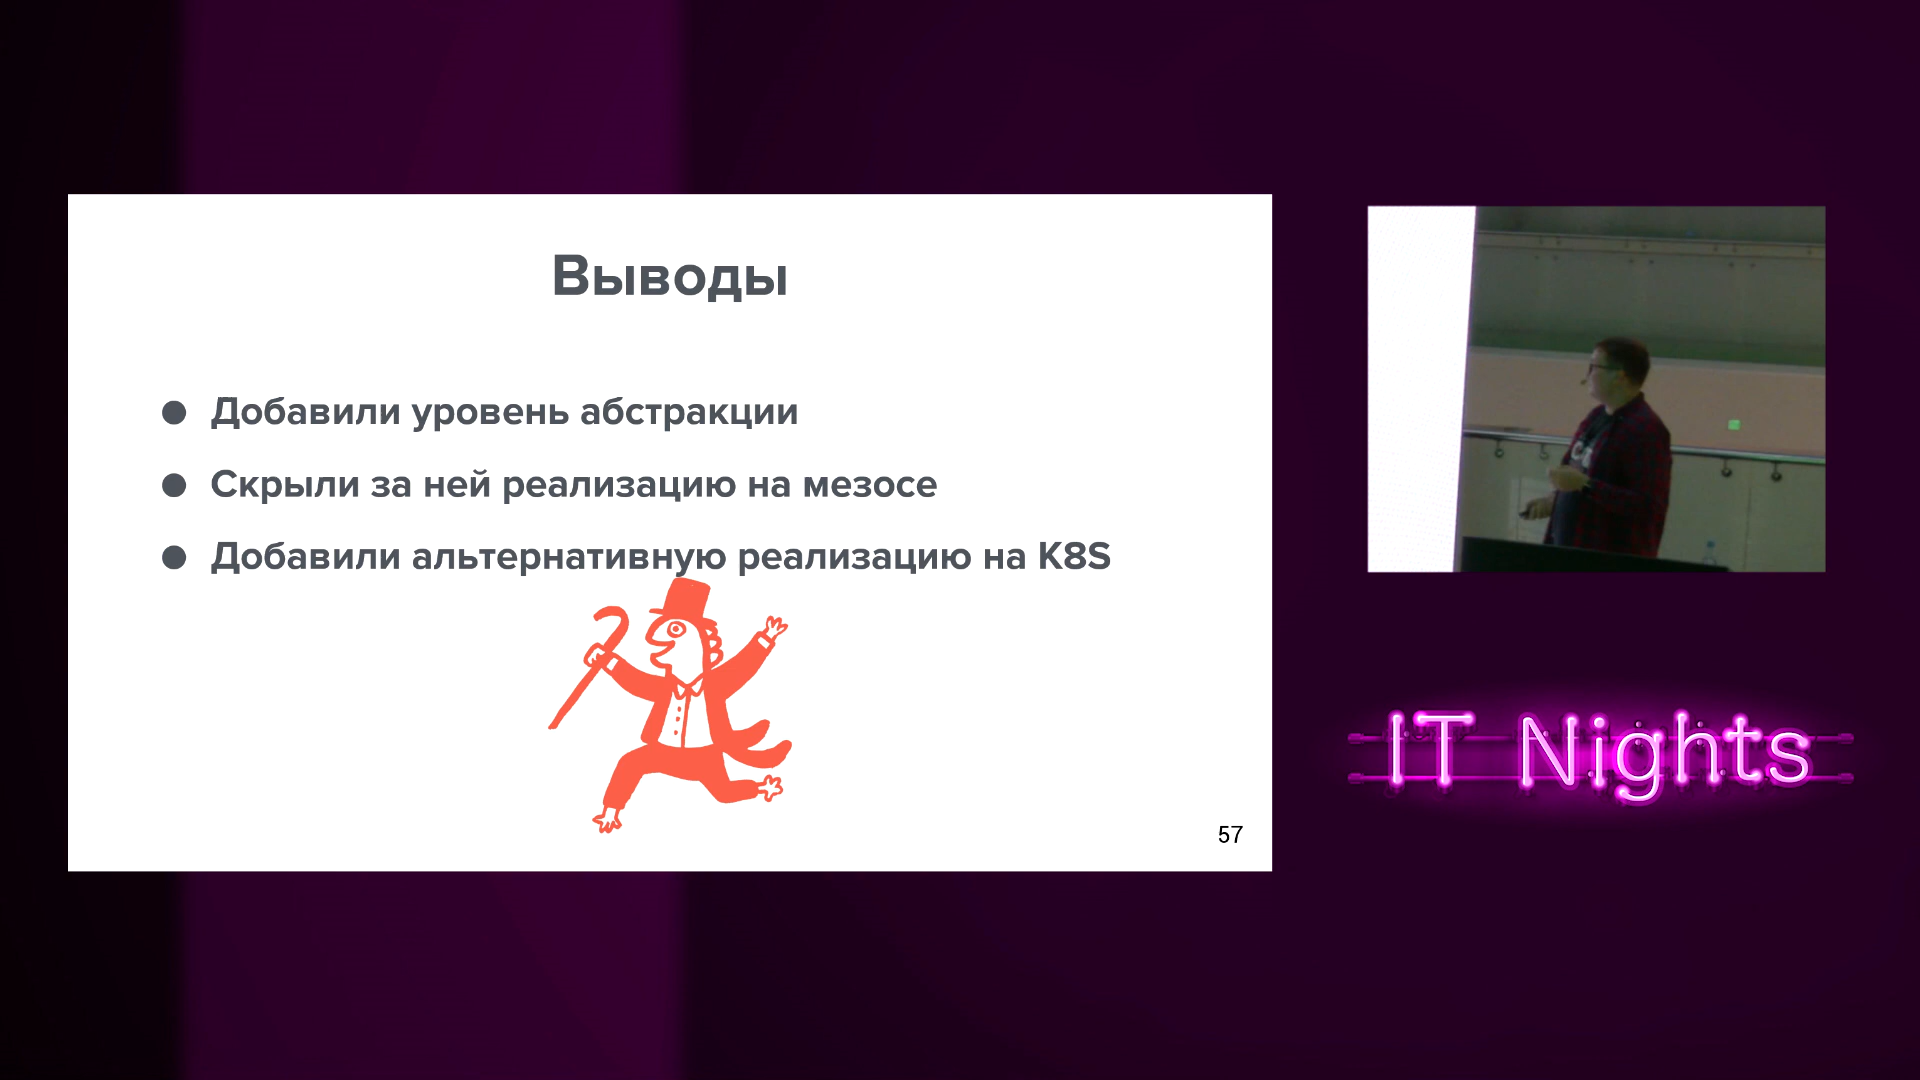 Выводы
● Добавили уровень абстракции
● Скрыли за ней реализацию на мезосе
● Добавили альтернативную реализацию на K8S
57
IT Nights